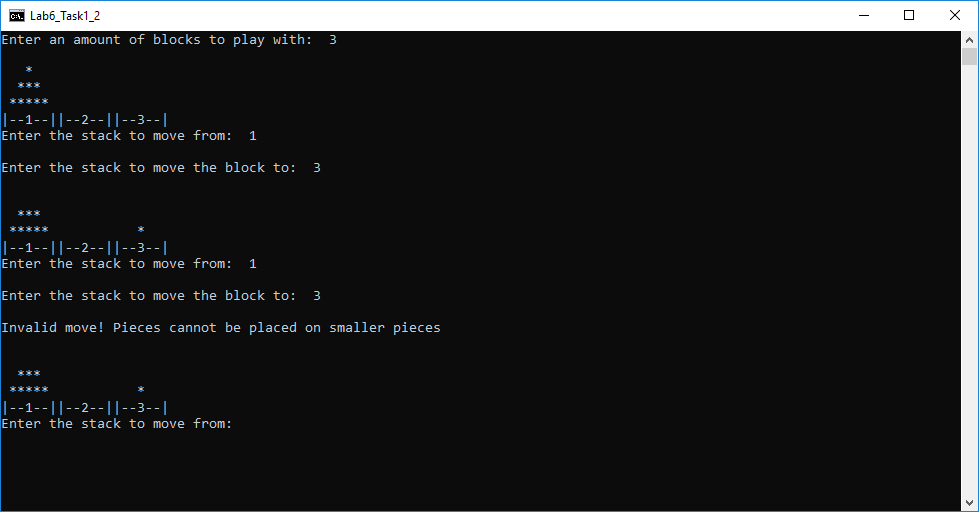 Lab6_Task1_2
Enter an amount of blocks to play with:  3
   *
  ***
 *****
|--1--||--2--||--3--|
Enter the stack to move from:  1
Enter the stack to move the block to:  3
  ***
 *****           *
|--1--||--2--||--3--|
Enter the stack to move from:  1
Enter the stack to move the block to:  3
Invalid move! Pieces cannot be placed on smaller pieces
  ***
 *****           *
|--1--||--2--||--3--|
Enter the stack to move from: